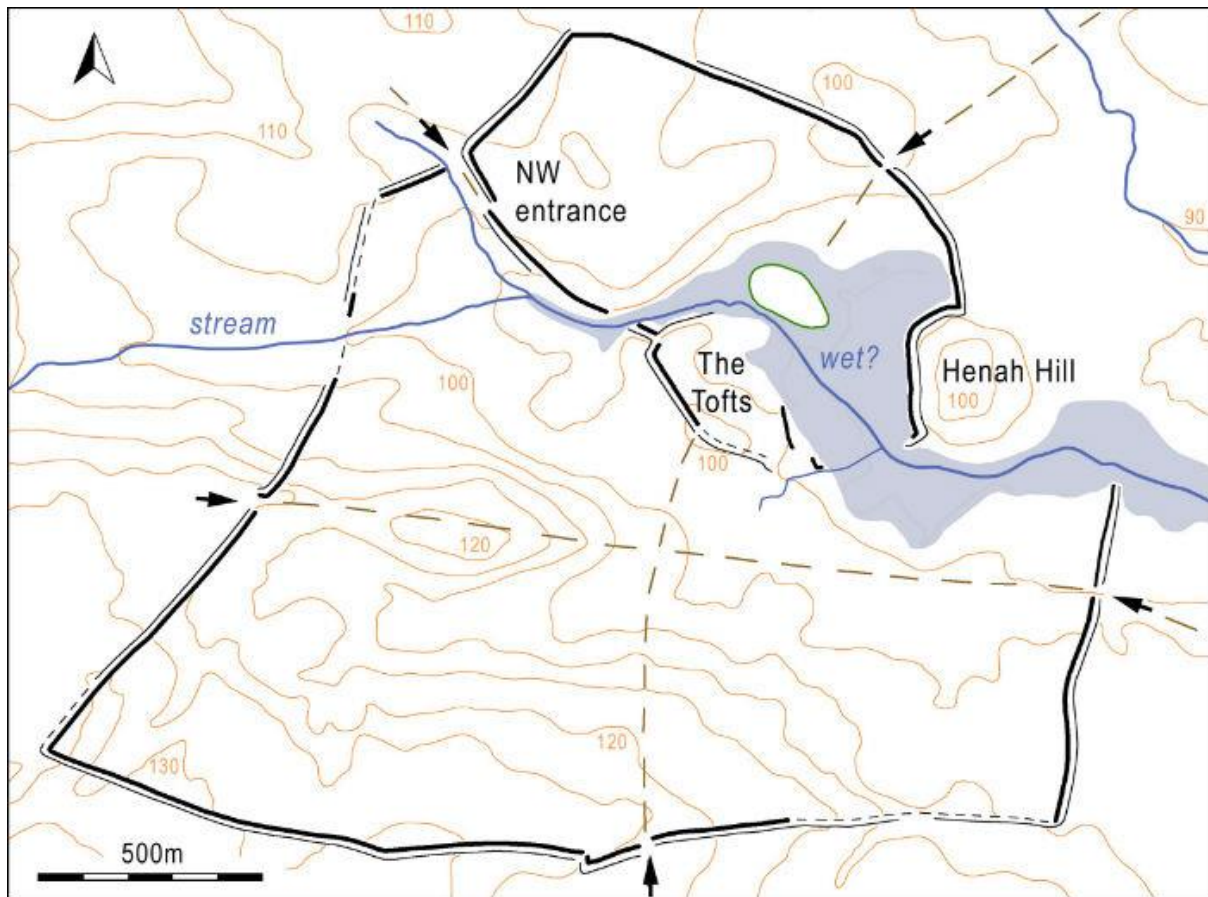 110
100
110
NW
entrance
90
stream
100
The
Tofts
wet?
Henah Hill
100
100
120
120
130
500m